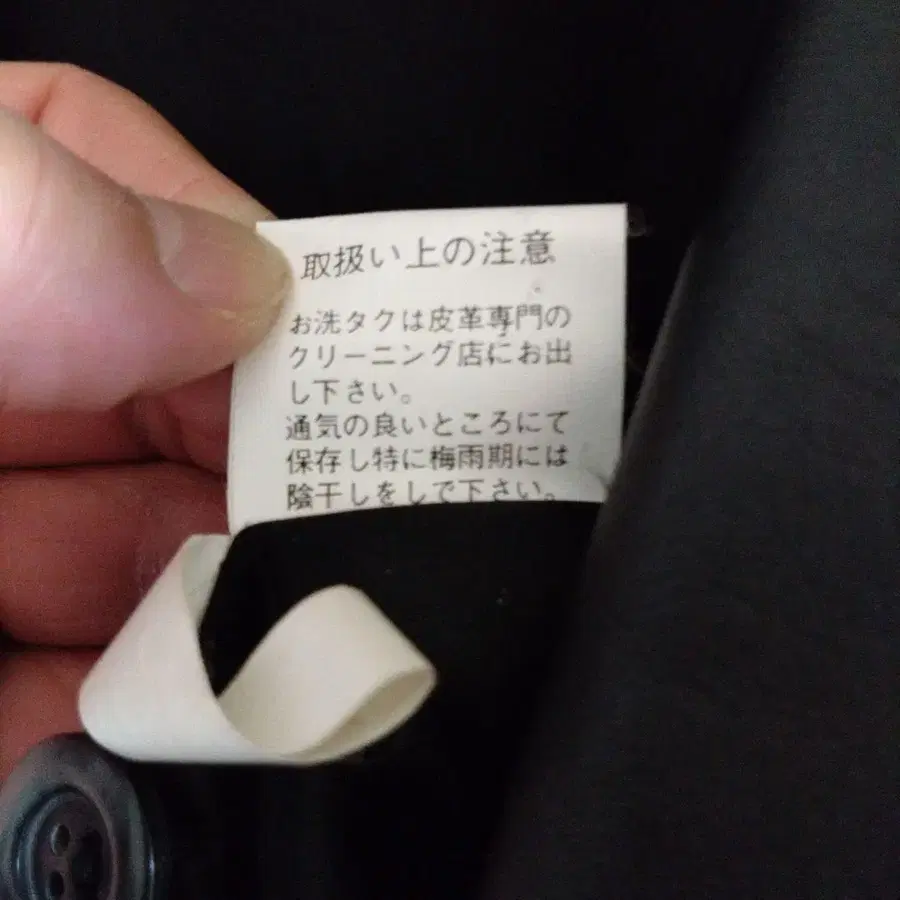 取扱い上の注意
お洗タクは皮革専門の
クリーニング店にお出
し下さい。
通気の良いところにて
保存し特に梅雨期には
陰干しをして下さい。